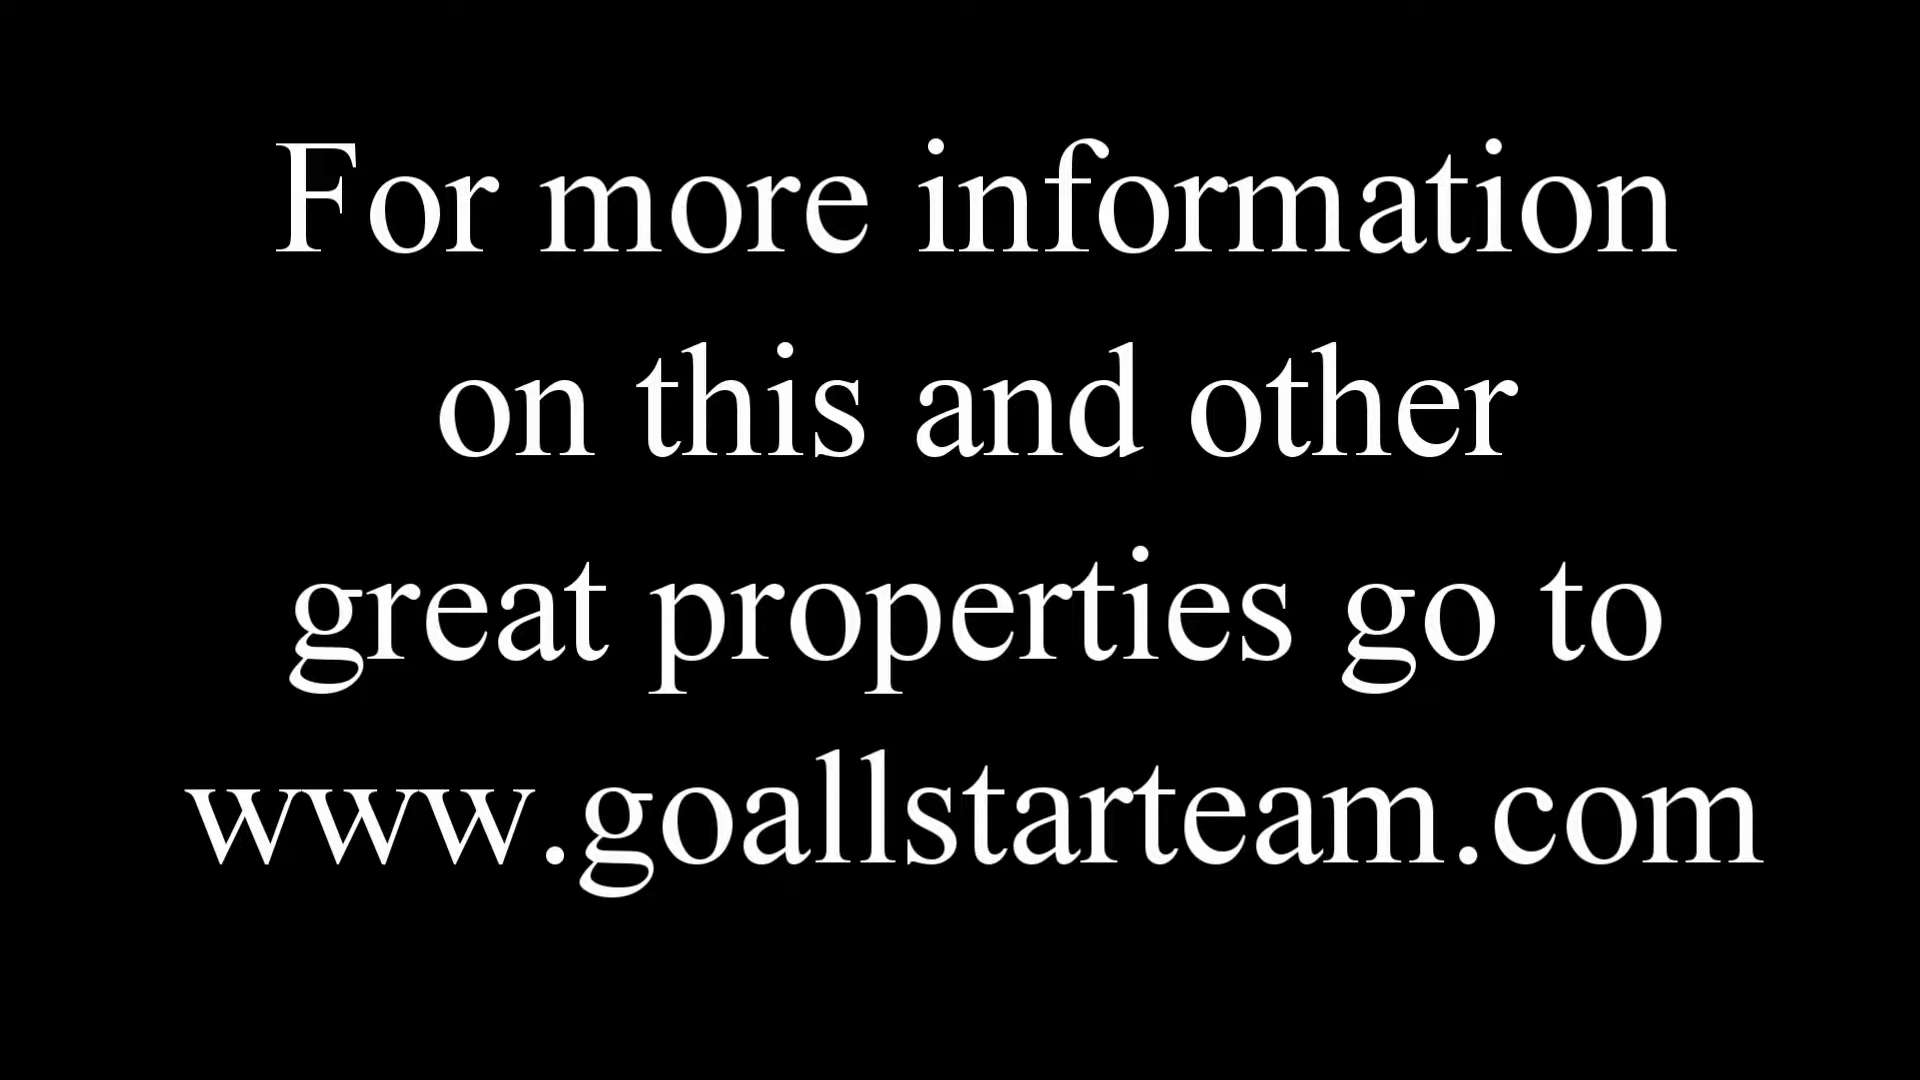 For more information
on this and other
great properties go to
www.goallstarteam.com